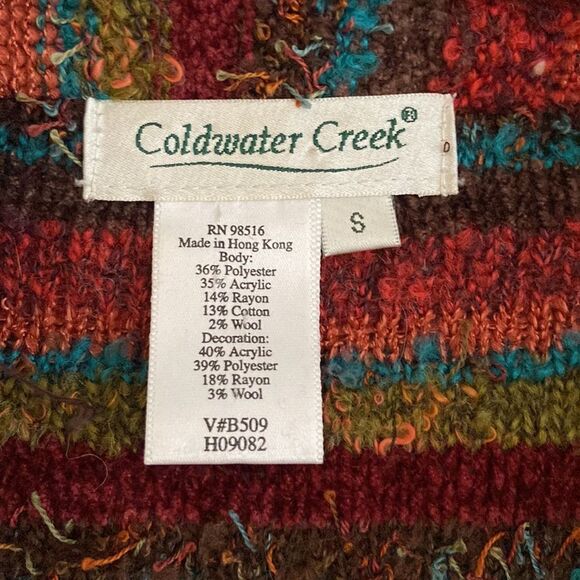 Coldwater Creek®
S
RN 98516
Made in Hong Kong
Body:
36% Polyester
35% Acrylic
14% Rayon
13% Cotton
2% Wool
Decoration:
40% Acrylic
39% Polyester
18% Rayon
3% Wool
V#B509
H09082